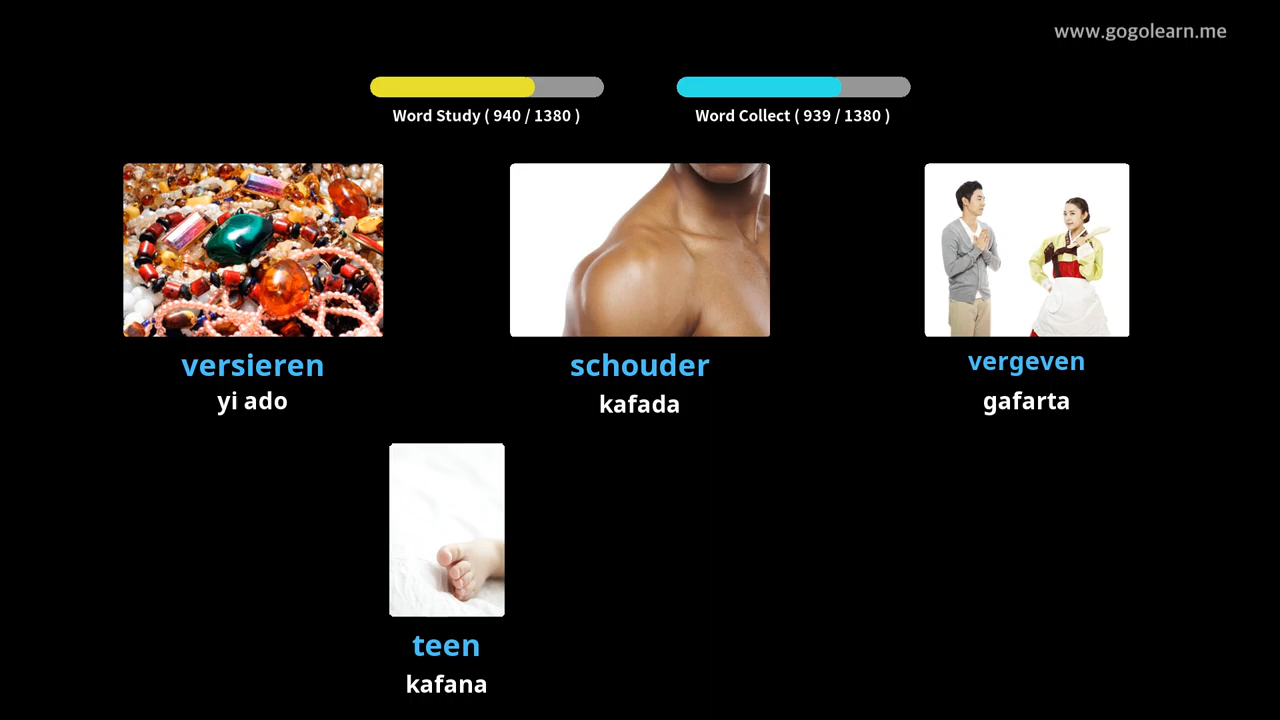 www.gogolearn.me
Word Study ( 940 / 1380 )
Word Collect ( 939 / 1380 )
versieren
yi ado
schouder
kafada
vergeven
gafarta
teen
kafana